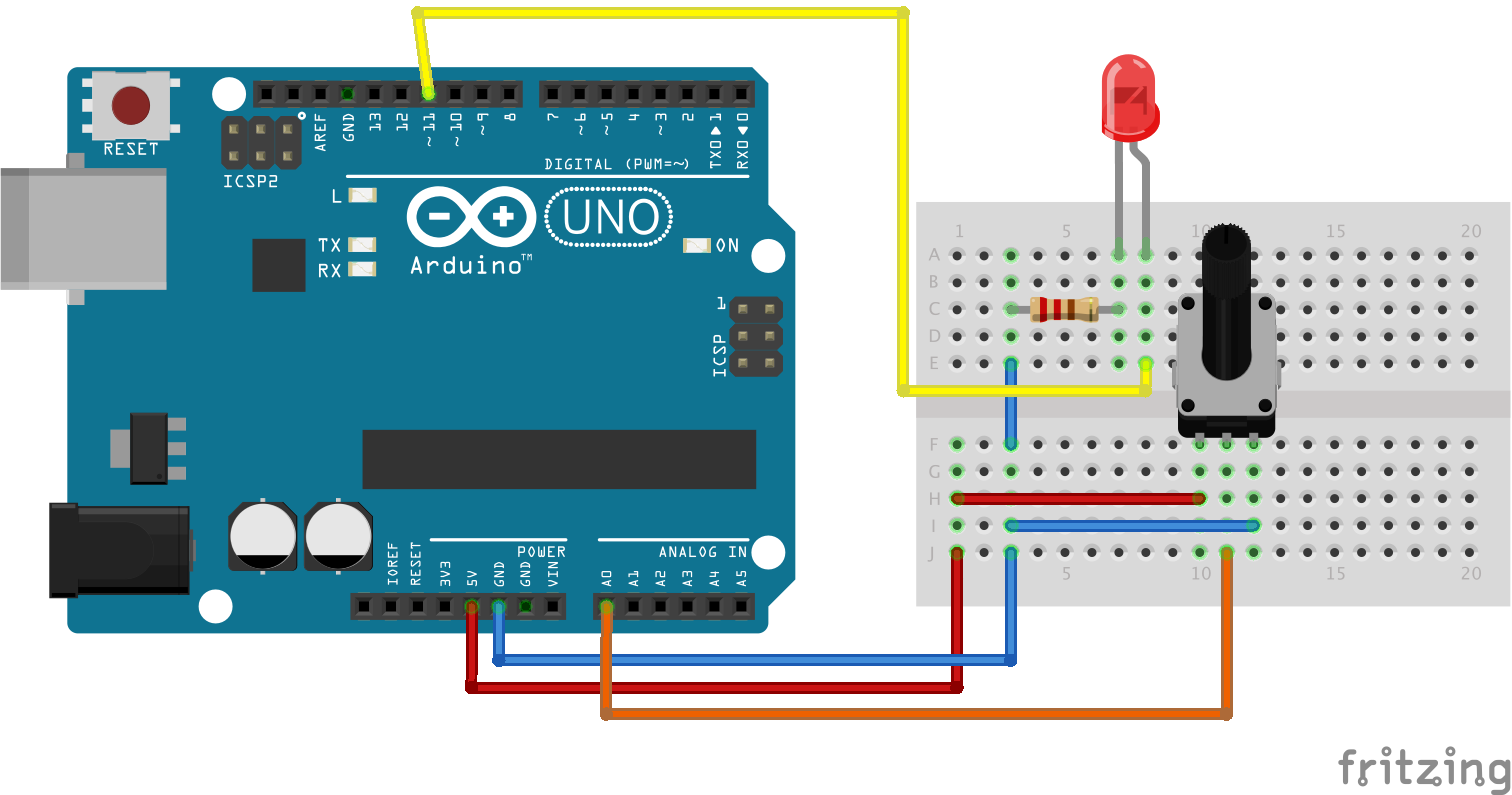 RESET
ICSP2
AREF
GND
13
12
~11
~10
~9
8
7
~6
~5
4
~3
2
TX0▶1
RX0◀0
DIGITAL (PWM=~)
L
TX
RX
Arduino™
UNO
ON
1
ICSP
IOREF
RESET
3V3
5V
GND
GND
VIN
POWER
A0
A1
A2
A3
A4
A5
ANALOG IN
1 5 10 15 20
A
B
C
D
E
F
G
H
I
J
5 10 15 20
fritzing